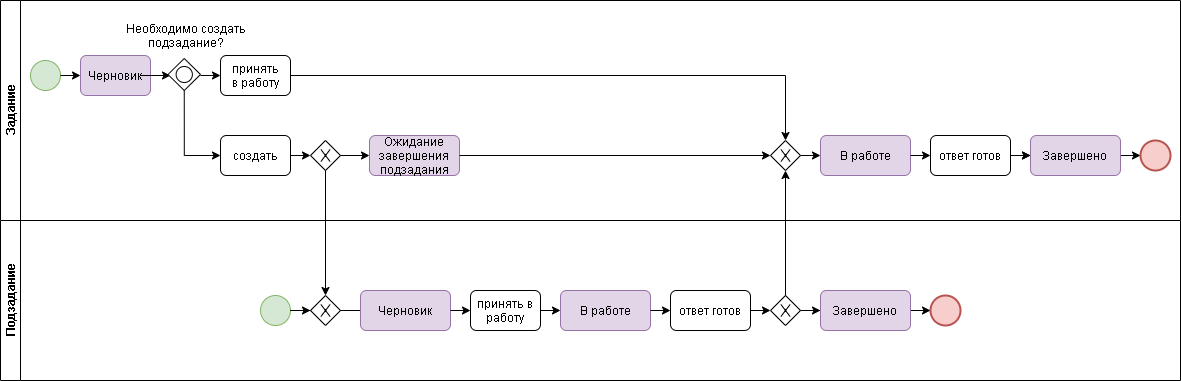 Задание
Необходимо создать
подзадание?
Черновик
принять
в работу
создать
X
Ожидание
завершения
подзадания
X
В работе
ответ готов
Завершено
Подзадание
X
Черновик
принять в
работу
В работе
ответ готов
X
Завершено